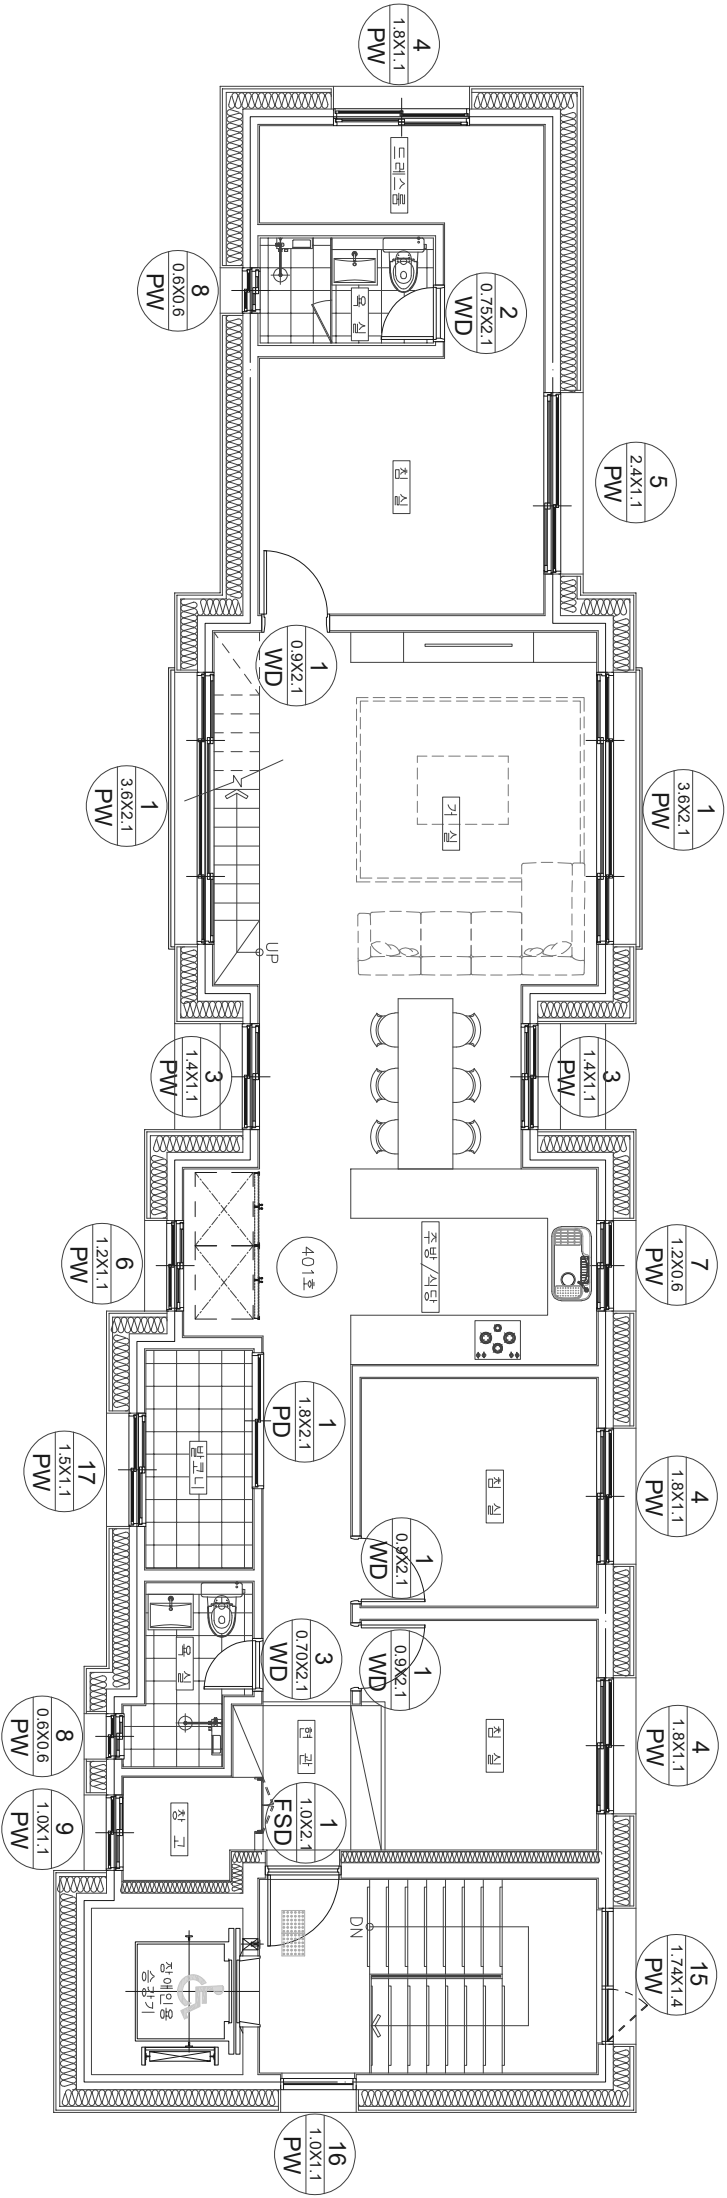 4
1.8X1.1
PW
드레스룸
8
0.6X0.6
PW
욕 실
2
0.75X2.1
WD
5
2.4X1.1
PW
침 실
1
0.9X2.1
WD
1
3.6X2.1
PW
1
3.6X2.1
PW
거 실
UP
3
1.4X1.1
PW
3
1.4X1.1
PW
6
1.2X1.1
PW
401호
주방/식당
7
1.2X0.6
PW
17
1.5X1.1
PW
발코니
1
1.8X2.1
PD
침 실
4
1.8X1.1
PW
1
0.9X2.1
WD
욕 실
3
0.70X2.1
WD
1
0.9X2.1
WD
8
0.6X0.6
PW
현 관
침 실
4
1.8X1.1
PW
9
1.0X1.1
PW
창 고
1
1.0X2.1
FSD
DN
15
1.74X1.4
PW
장애인용
승강기
16
1.0X1.1
PW